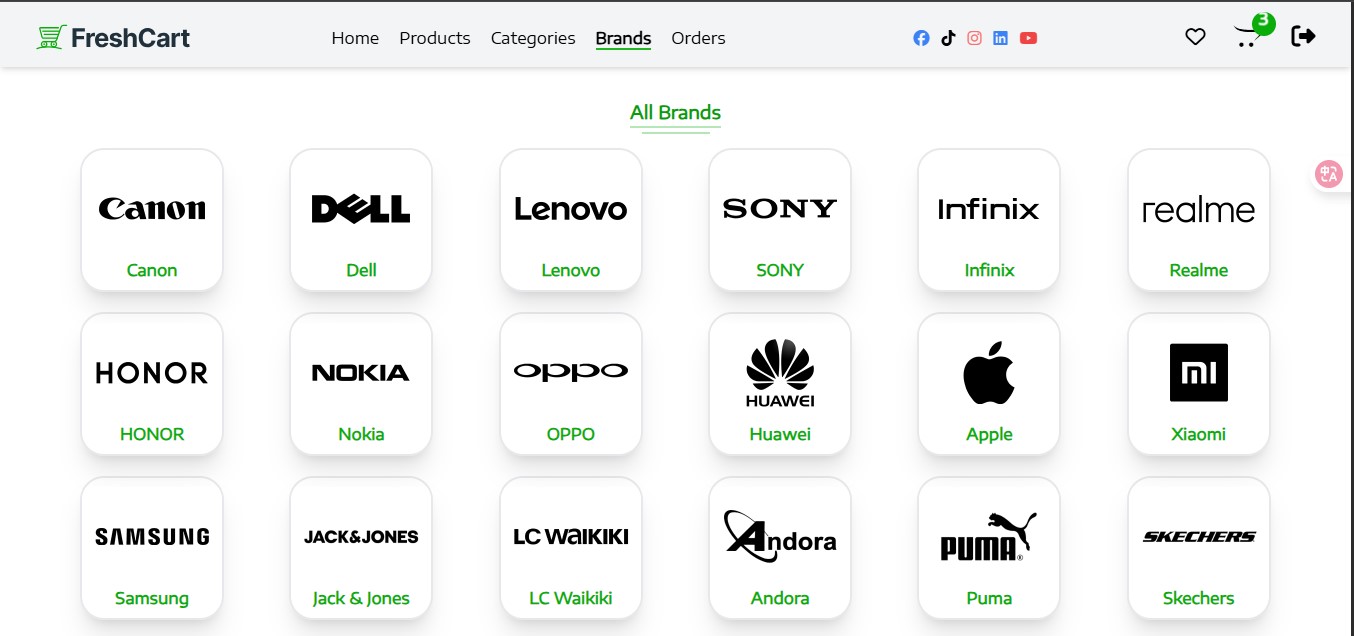 FreshCart Home Products Categories Brands Orders 3
All Brands
Canon DELL Lenovo SONY Infinix realme
Canon Dell Lenovo SONY Infinix Realme
HONOR NOKIA oppo HUAWEI mi
HONOR Nokia OPPO Huawei Apple Xiaomi
SAMSUNG JACK&JONES LC WAIKIKI Andora PUMA® SKECHERS
Samsung Jack & Jones LC Waikiki Andora Puma Skechers